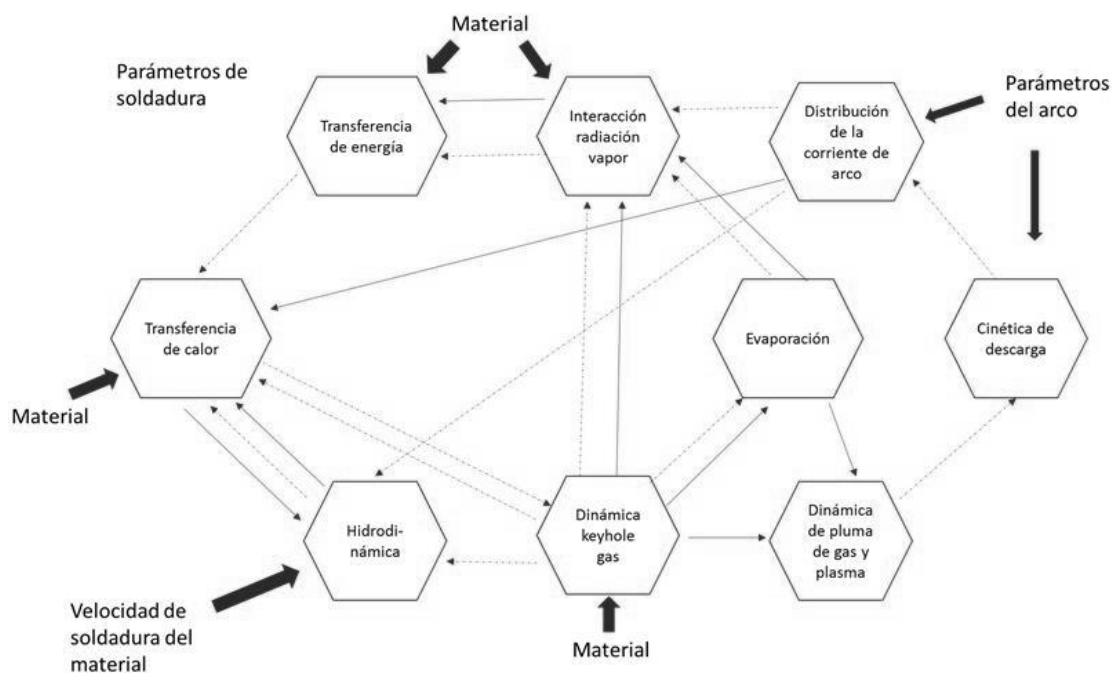 Material
Parámetros de
soldadura
Transferencia
de energía
Interacción
radiación
vapor
Distribución
de la
corriente de
arco
Parámetros
del arco
Transferencia
de calor
Evaporación
Cinética de
descarga
Material
Hidrodi-
námica
Dinámica
keyhole
gas
Dinámica
de pluma
de gas y
plasma
Velocidad de
soldadura del
material
Material